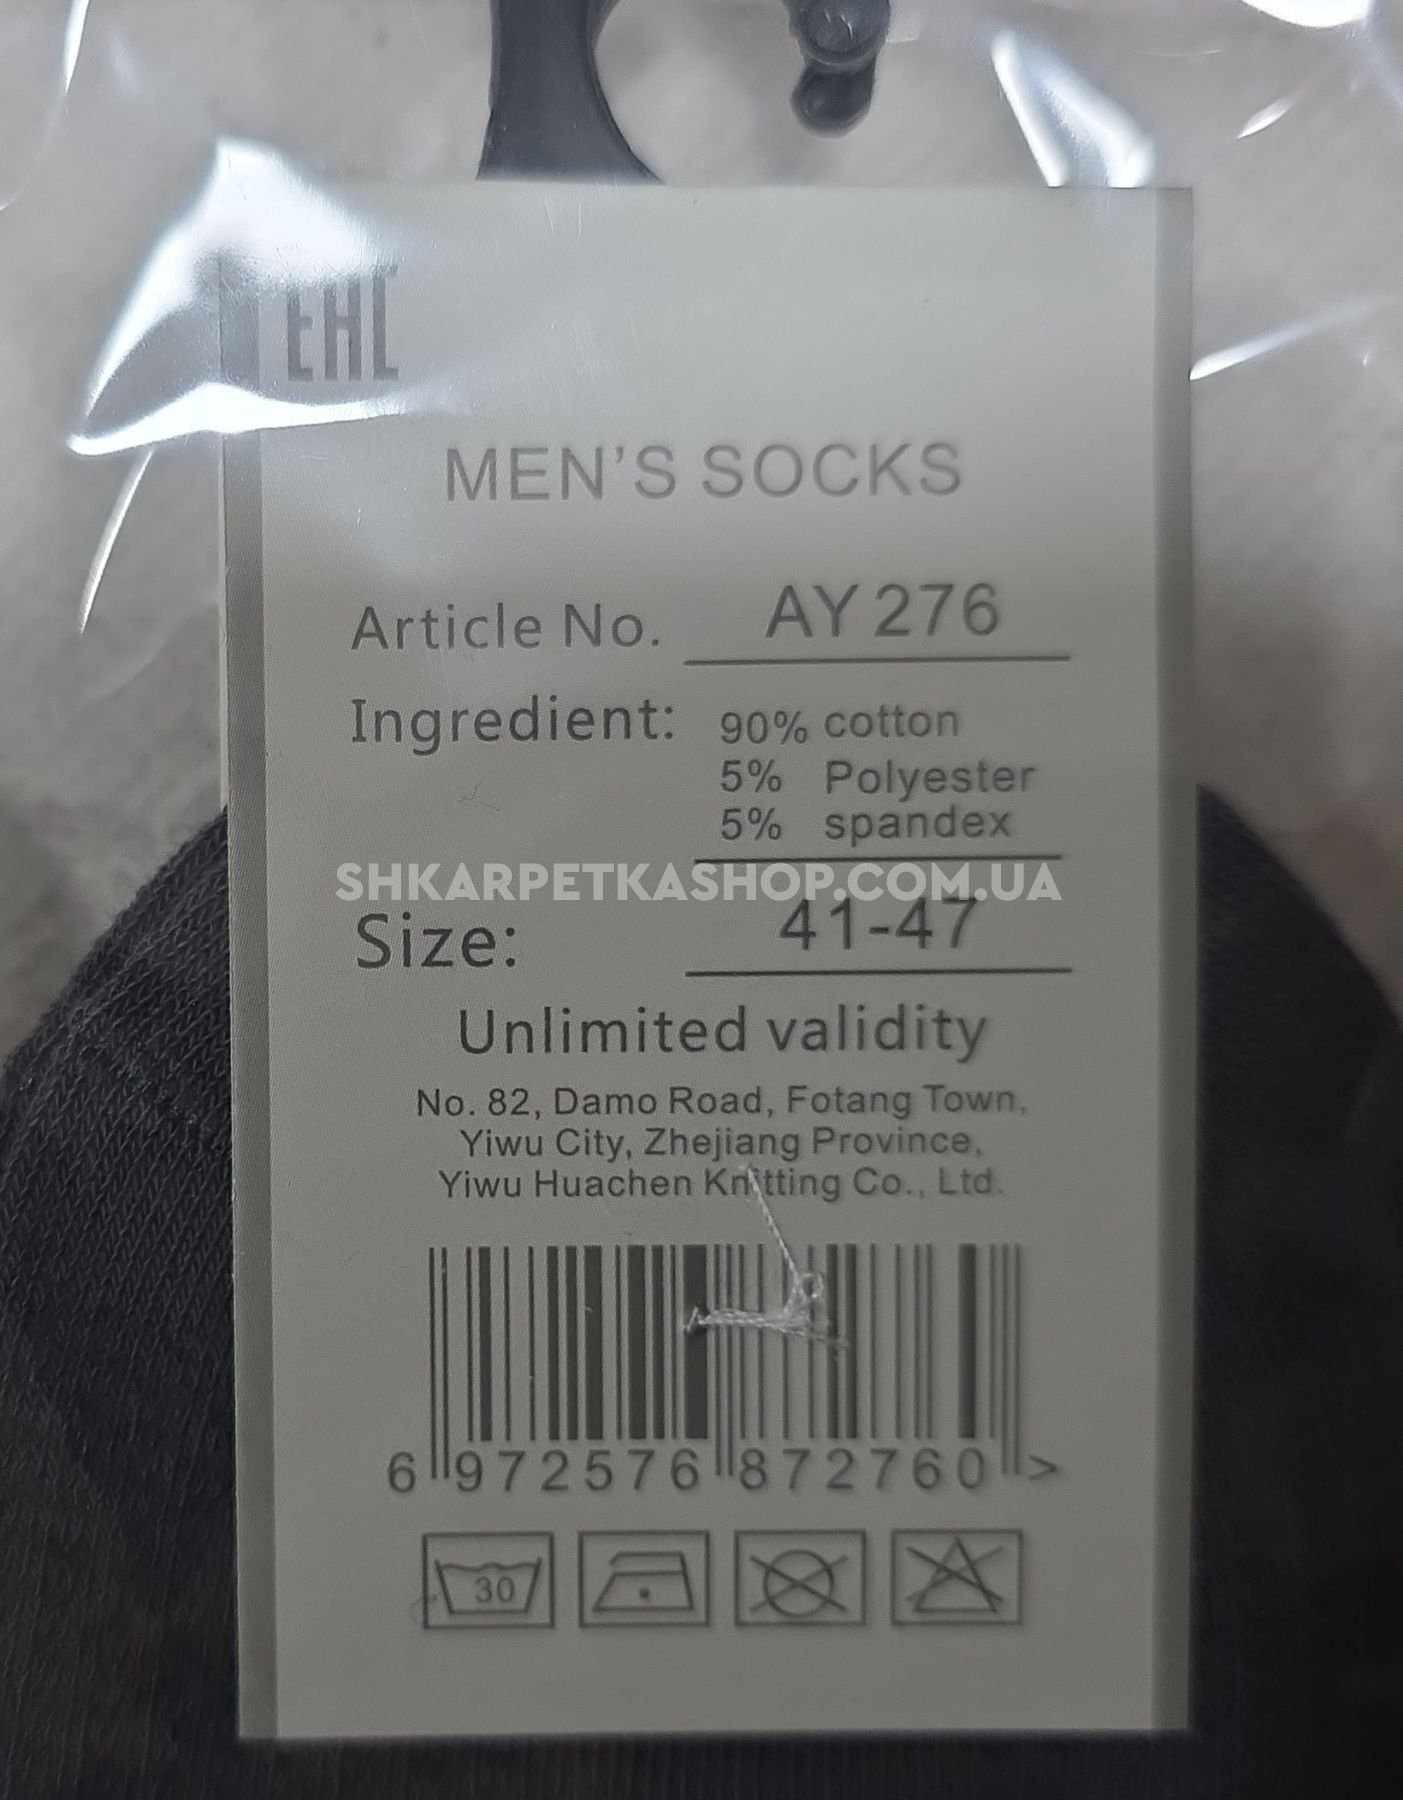 EAC
MEN'S SOCKS
Article No. AY 276
Ingredient: 90% cotton
5% Polyester
5% spandex
SHKARPETKASHOP.COM.UA
Size: 41-47
Unlimited validity
No. 82, Damo Road, Fotang Town,
Yiwu City, Zhejiang Province,
Yiwu Huachen Knitting Co., Ltd.
6 972576 872760 >
30